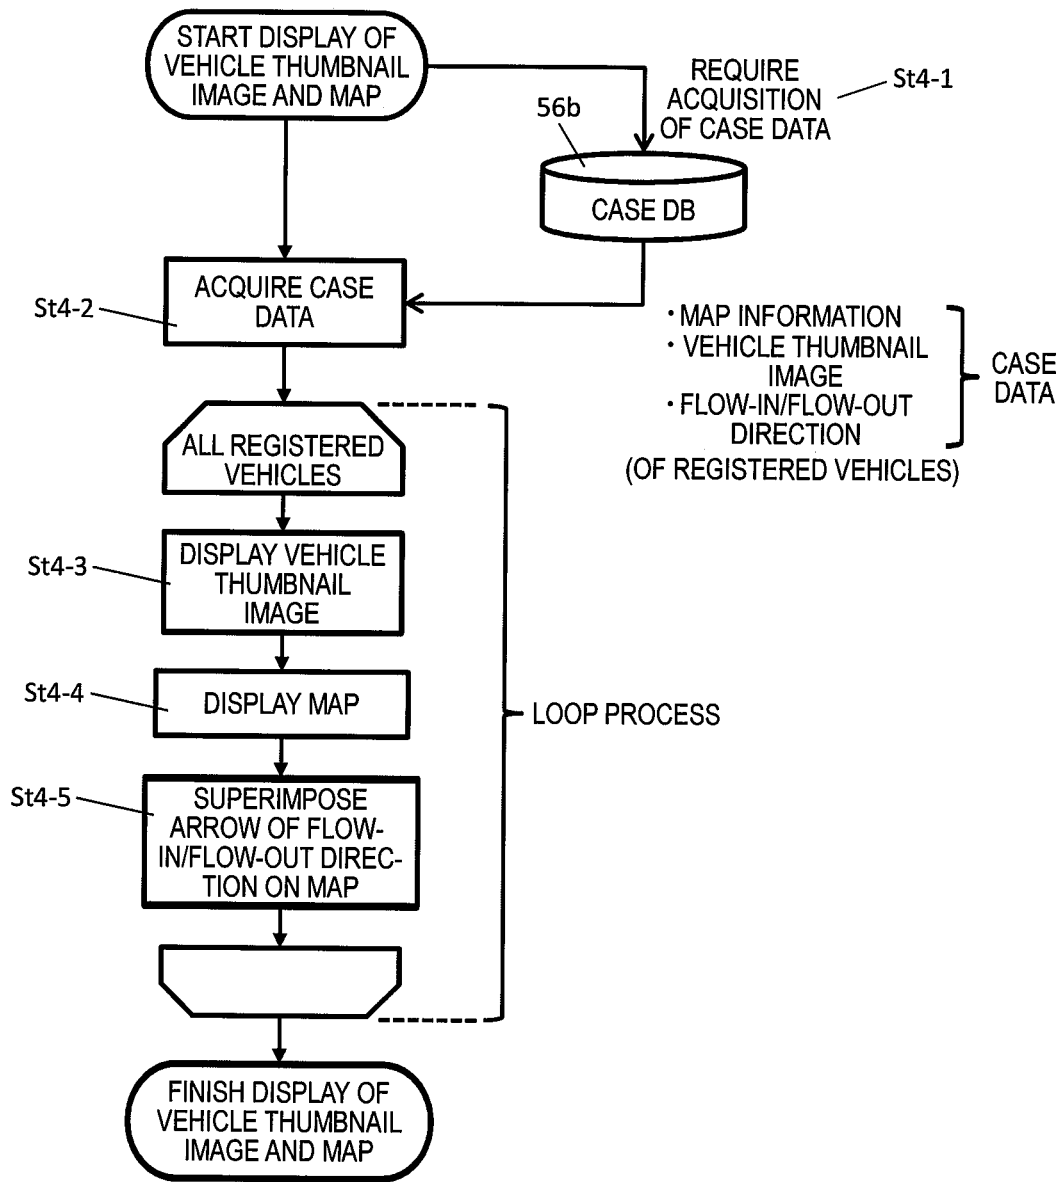 START DISPLAY OF
VEHICLE THUMBNAIL
IMAGE AND MAP
REQUIRE
ACQUISITION
OF CASE DATA
St4-1
56b
CASE DB
St4-2
ACQUIRE CASE
DATA
・MAP INFORMATION
・VEHICLE THUMBNAIL
IMAGE
・FLOW-IN/FLOW-OUT
DIRECTION
(OF REGISTERED VEHICLES)
CASE
DATA
ALL REGISTERED
VEHICLES
St4-3
DISPLAY VEHICLE
THUMBNAIL
IMAGE
St4-4
DISPLAY MAP
LOOP PROCESS
St4-5
SUPERIMPOSE
ARROW OF FLOW-
IN/FLOW-OUT DIREC-
TION ON MAP
FINISH DISPLAY OF
VEHICLE THUMBNAIL
IMAGE AND MAP